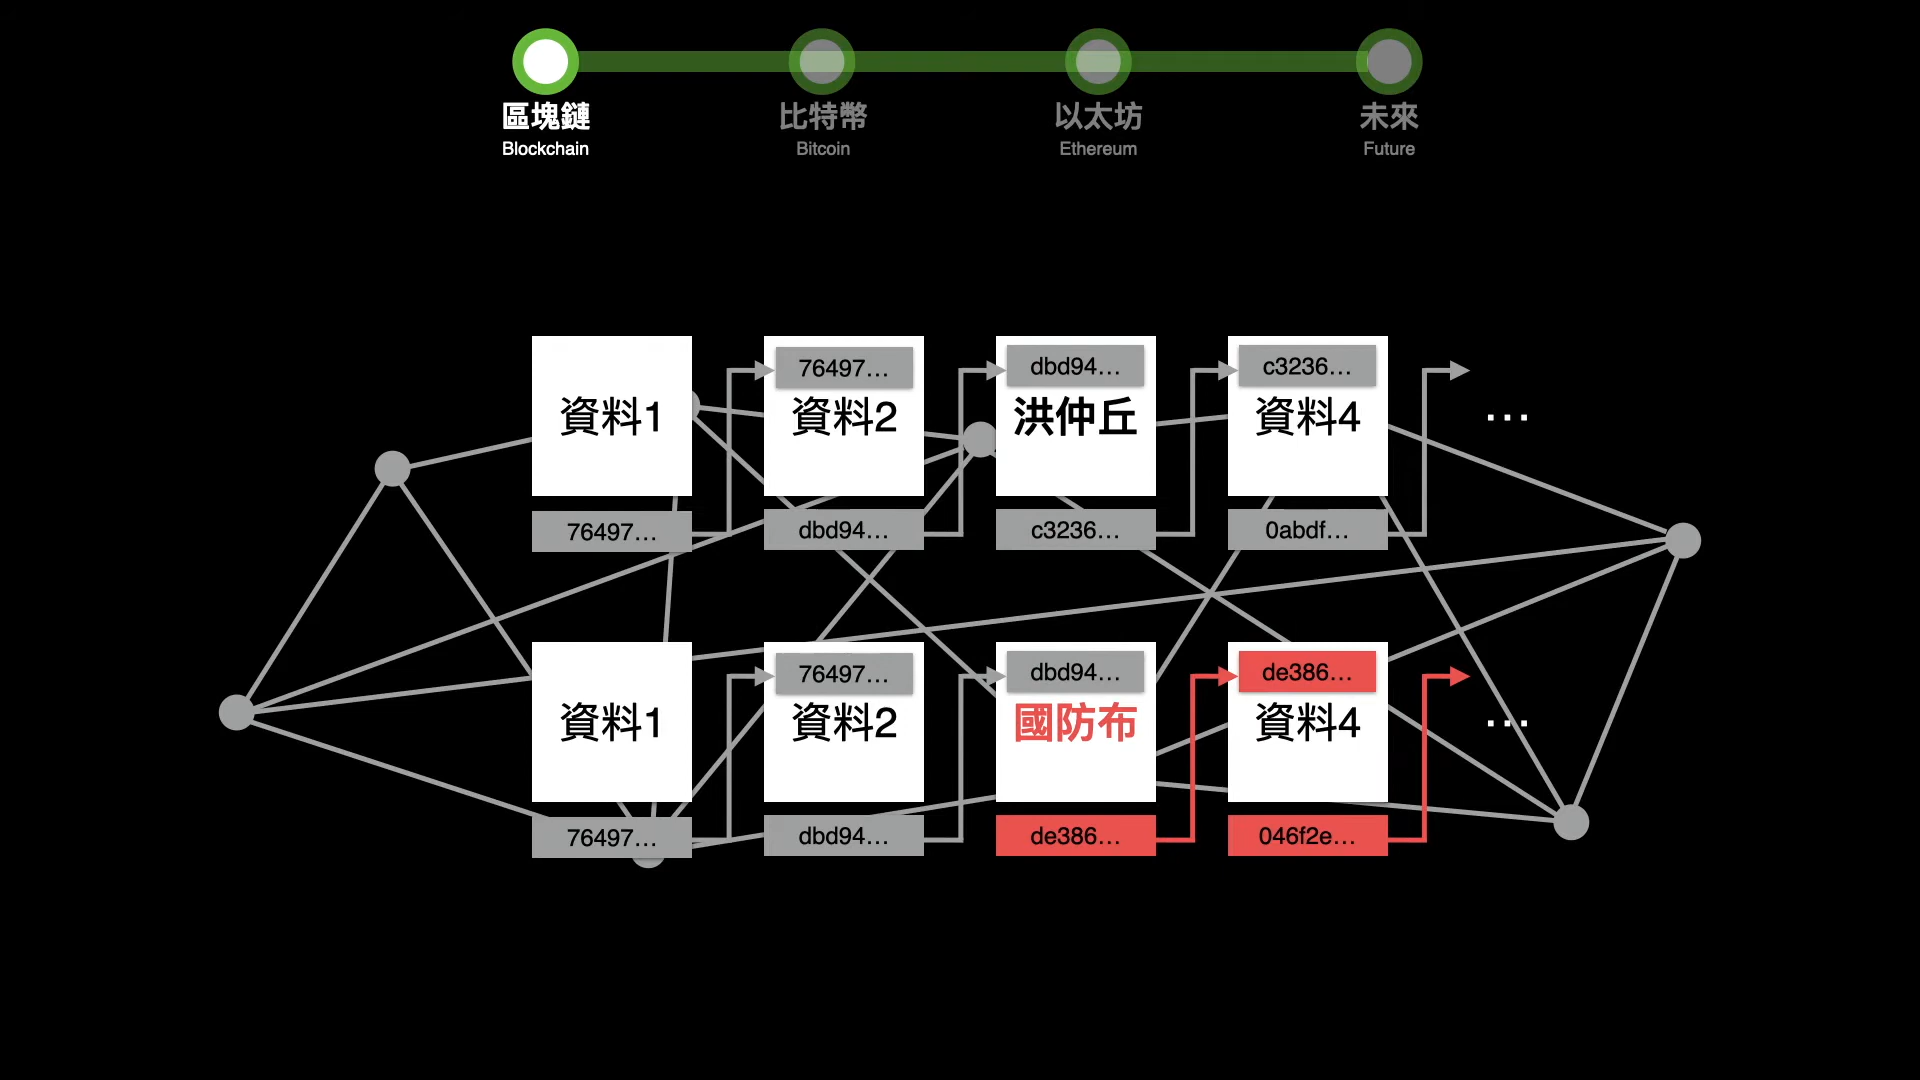 區塊鏈
Blockchain
比特幣
Bitcoin
以太坊
Ethereum
未來
Future
資料1
76497...
76497...
資料2
dbd94...
dbd94...
洪仲丘
c3236...
c3236...
資料4
0abdf...
...
資料1
76497...
76497...
資料2
dbd94...
dbd94...
國防布
de386...
de386...
資料4
046f2e...
...